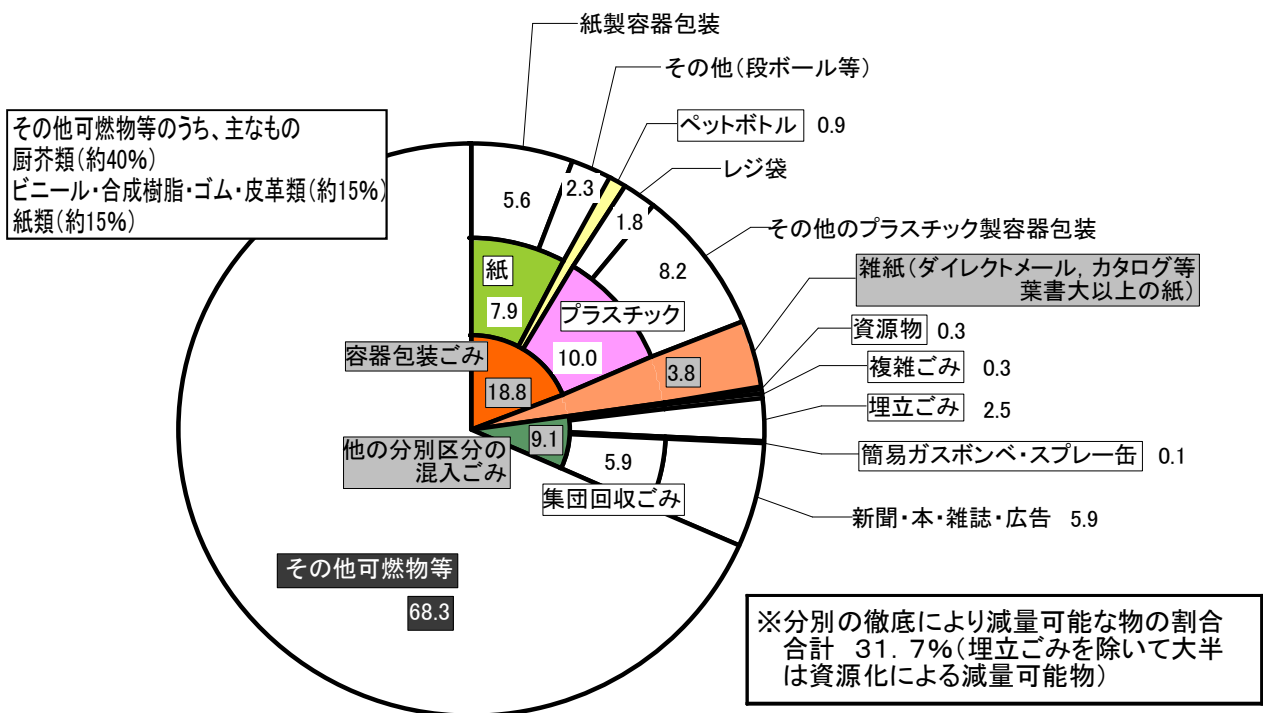 紙製容器包装
その他(段ボール等)
ペットボトル 0.9
レジ袋
その他のプラスチック製容器包装
雑紙(ダイレクトメール,カタログ等
葉書大以上の紙)
資源物 0.3
複雑ごみ 0.3
埋立ごみ 2.5
簡易ガスボンベ・スプレー缶 0.1
新聞・本・雑誌・広告 5.9
その他可燃物等のうち、主なもの
厨芥類(約40%)
ビニール・合成樹脂・ゴム・皮革類(約15%)
紙類(約15%)
5.6
2.3
1.8
8.2
紙
7.9
プラスチック
10.0
3.8
容器包装ごみ
18.8
他の分別区分の
混入ごみ
9.1
5.9
集団回収ごみ
その他可燃物等
68.3
※分別の徹底により減量可能な物の割合
合計 31.7%(埋立ごみを除いて大半
は資源化による減量可能物)